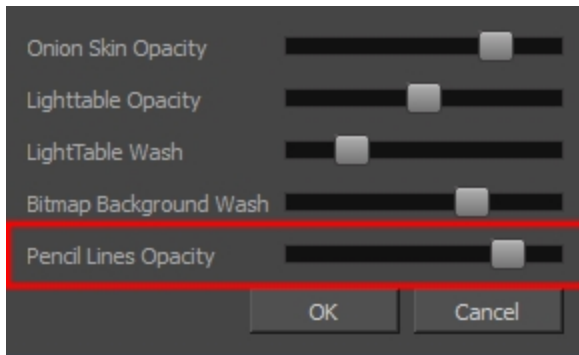 Onion Skin Opacity
Lighttable Opacity
LightTable Wash
Bitmap Background Wash
Pencil Lines Opacity
OK Cancel